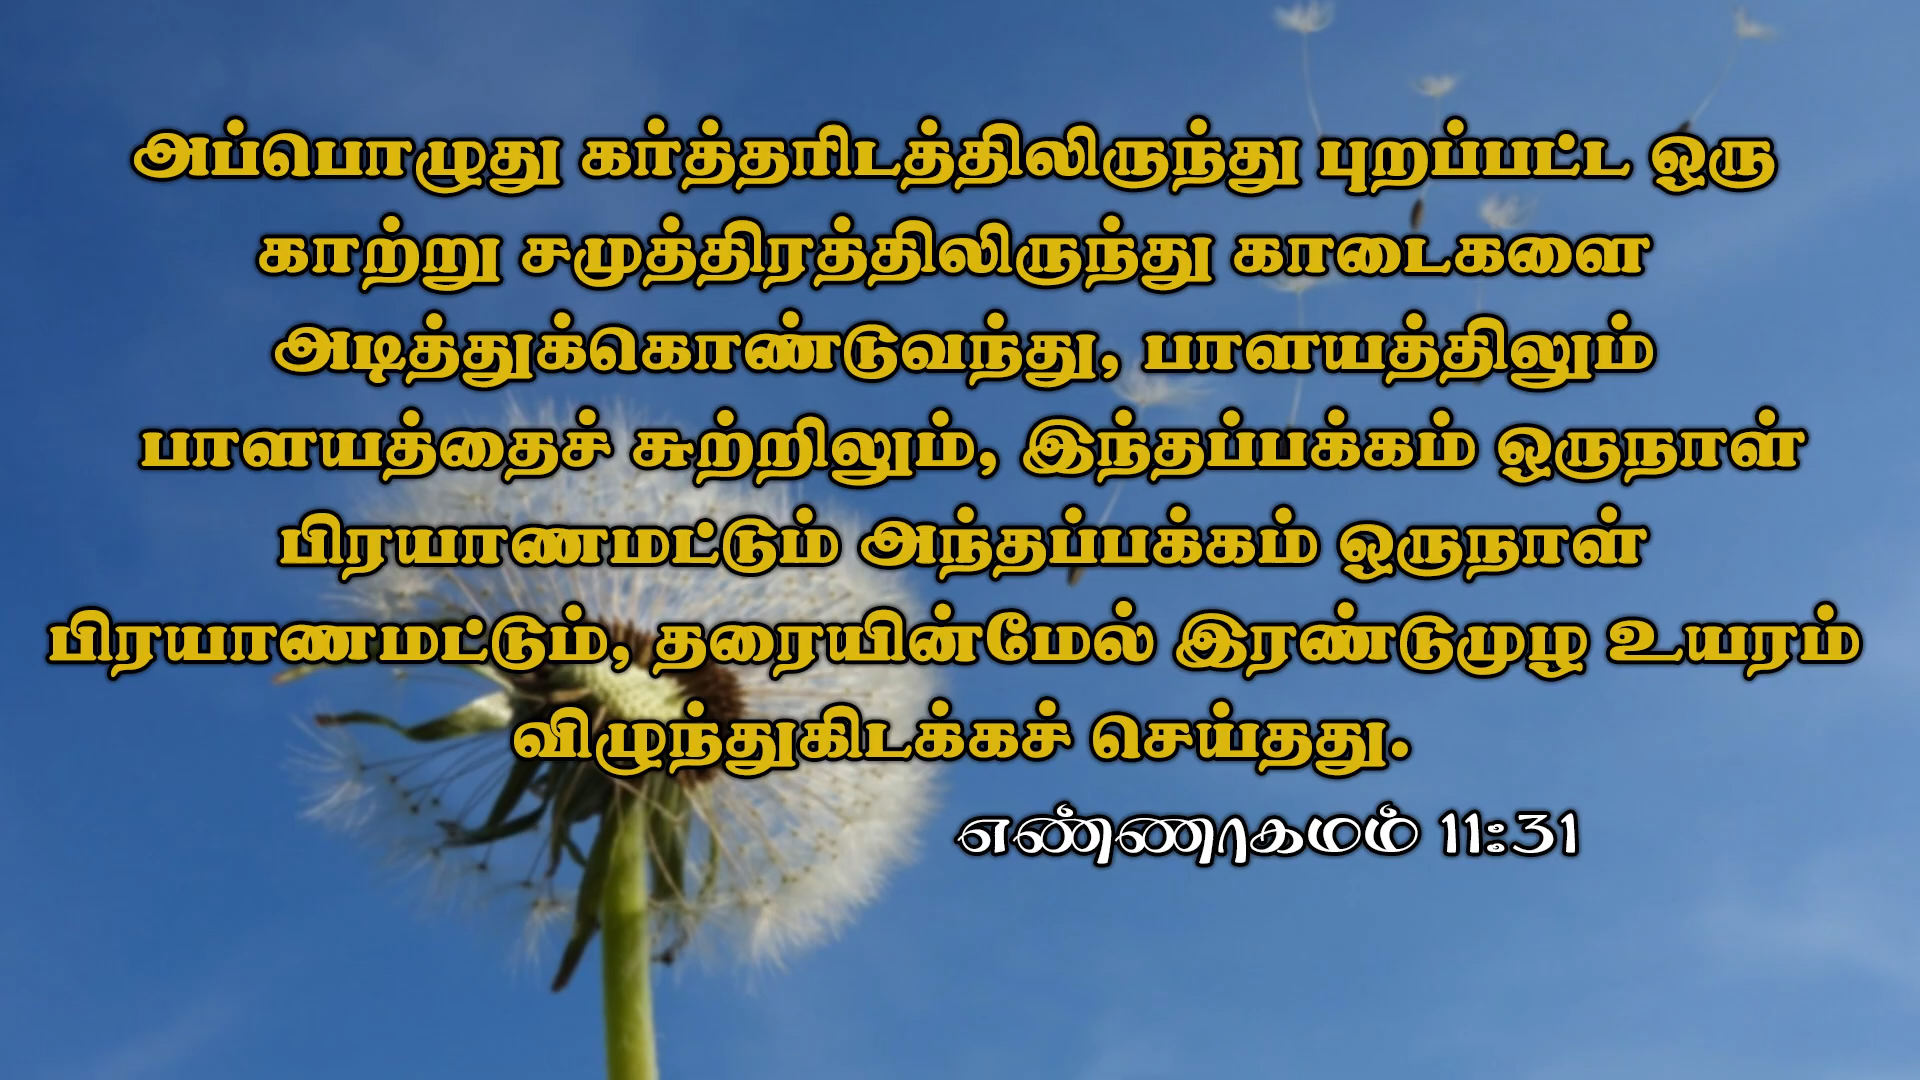 அப்பொழுது கர்த்தரிடத்திலிருந்து புறப்பட்ட ஒரு
காற்று சமுத்திரத்திலிருந்து காடைகளை
அடித்துக்கொண்டுவந்து, பாளயத்திலும்
பாளயத்தைச் சுற்றிலும், இந்தப்பக்கம் ஒருநாள்
பிரயாணமட்டும் அந்தப்பக்கம் ஒருநாள்
பிரயாணமட்டும், தரையின்மேல் இரண்டுமுழ உயரம்
விழுந்துகிடக்கச் செய்தது.
எண்ணாகமம் 11:31